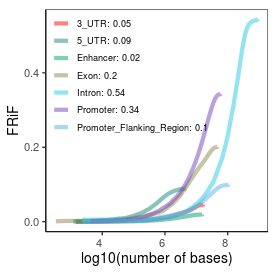 3_UTR: 0.05
5_UTR: 0.09
Enhancer: 0.02
Exon: 0.2
Intron: 0.54
Promoter: 0.34
Promoter_Flanking_Region: 0.1
FRiF
0.4
0.2
0.0
4
6
8
log10(number of bases)